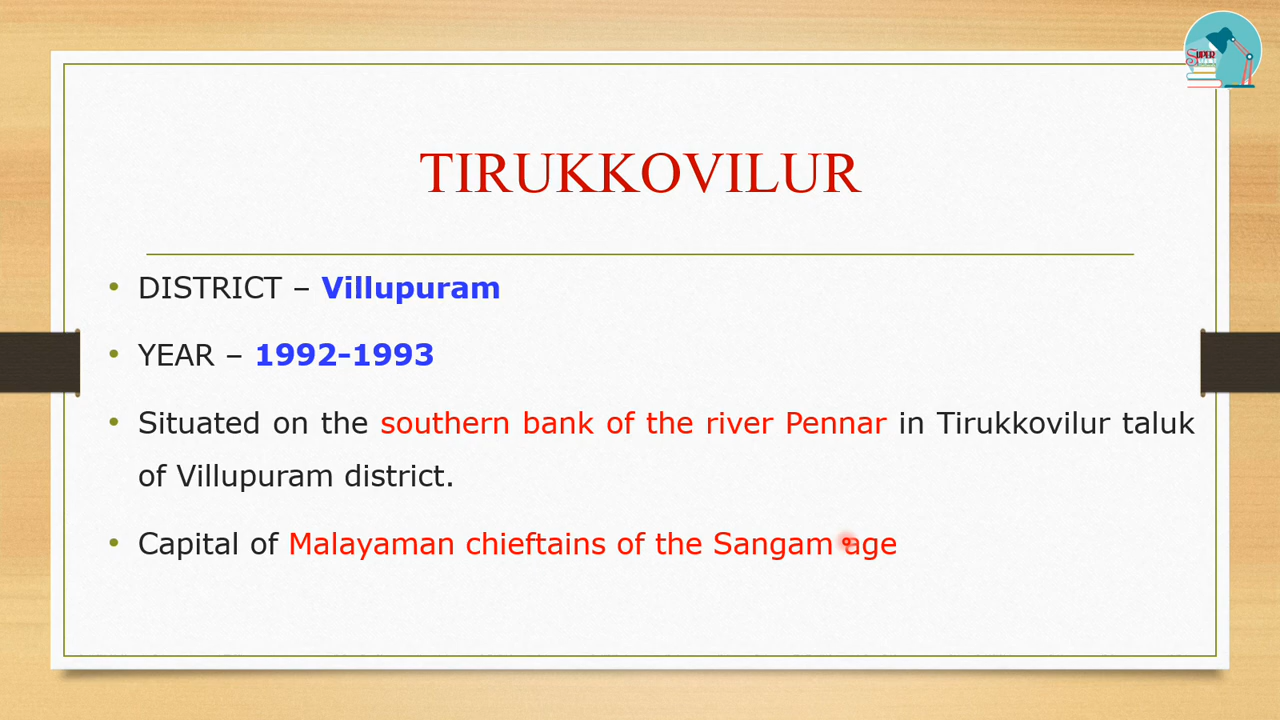 SUPER
TIRUKKOVILUR
• DISTRICT – Villupuram
• YEAR – 1992-1993
• Situated on the southern bank of the river Pennar in Tirukkovilur taluk
of Villupuram district.
• Capital of Malayaman chieftains of the Sangam age